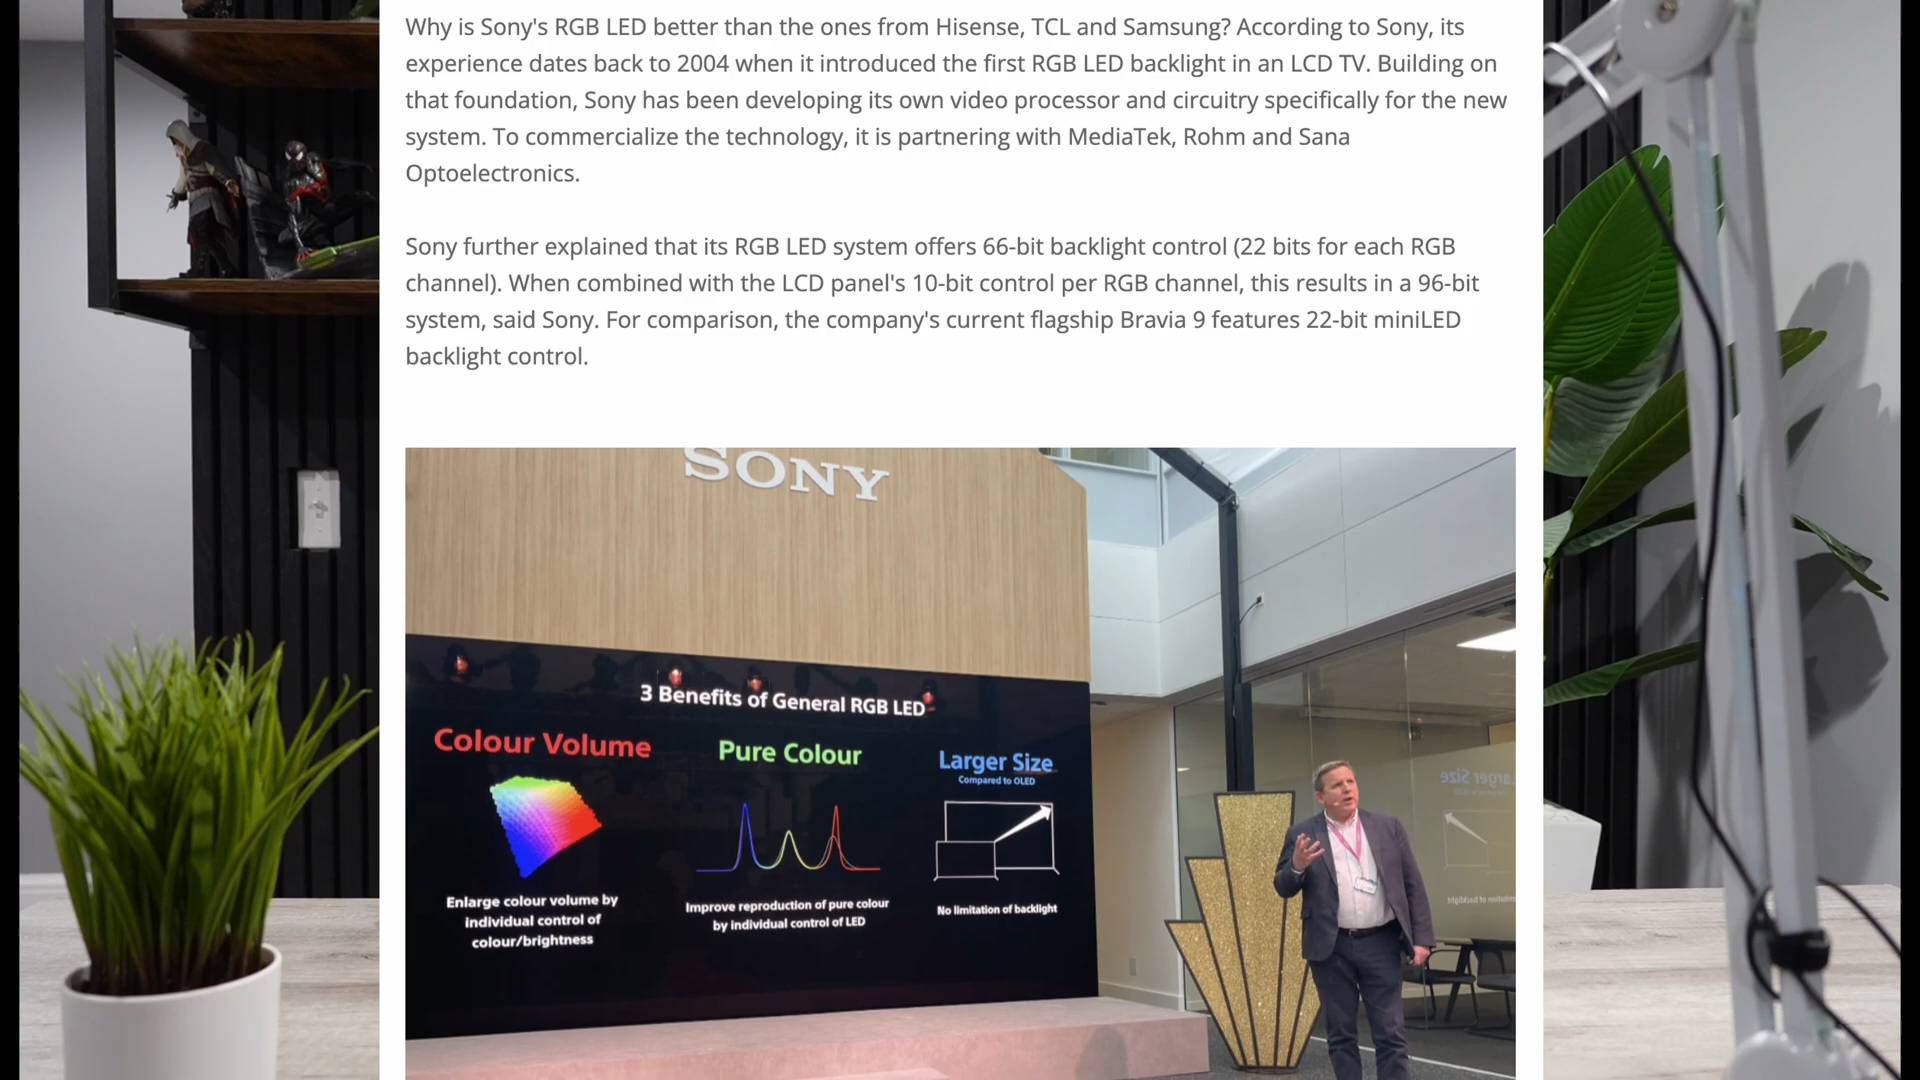 Why is Sony's RGB LED better than the ones from Hisense, TCL and Samsung? According to Sony, its
experience dates back to 2004 when it introduced the first RGB LED backlight in an LCD TV. Building on
that foundation, Sony has been developing its own video processor and circuitry specifically for the new
system. To commercialize the technology, it is partnering with MediaTek, Rohm and Sana
Optoelectronics.
Sony further explained that its RGB LED system offers 66-bit backlight control (22 bits for each RGB
channel). When combined with the LCD panel's 10-bit control per RGB channel, this results in a 96-bit
system, said Sony. For comparison, the company's current flagship Bravia 9 features 22-bit miniLED
backlight control.
SONY
3 Benefits of General RGB LED
Colour Volume
Enlarge colour volume by
individual control of
colour/brightness
Pure Colour
Improve reproduction of pure colour
by individual control of LED
Larger Size
Compared to OLED
No limitation of backlight